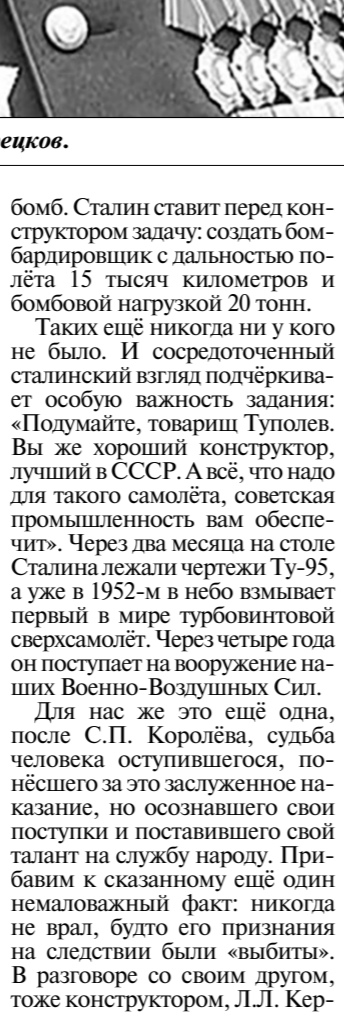 ецков.
бомб. Сталин ставит перед кон-
структором задачу: создать бом-
бардировщик с дальностью по-
лёта 15 тысяч километров и
бомбовой нагрузкой 20 тонн.
Таких ещё никогда ни у кого
не было. И сосредоточенный
сталинский взгляд подчёркива-
ет особую важность задания:
«Подумайте, товарищ Туполев.
Вы же хороший конструктор,
лучший в СССР. А всё, что надо
для такого самолёта, советская
промышленность вам обеспе-
чит». Через два месяца на столе
Сталина лежали чертежи Ту-95,
а уже в 1952-м в небо взмывает
первый в мире турбовинтовой
сверхсамолёт. Через четыре года
он поступает на вооружение на-
ших Военно-Воздушных Сил.
Для нас же это ещё одна,
после С.П. Королёва, судьба
человека оступившегося, по-
нёсшего за это заслуженное на-
казание, но осознавшего свои
поступки и поставившего свой
талант на службу народу. При-
бавим к сказанному ещё один
немаловажный факт: никогда
не врал, будто его признания
на следствии были «выбиты».
В разговоре со своим другом,
тоже конструктором, Л.Л. Кер-